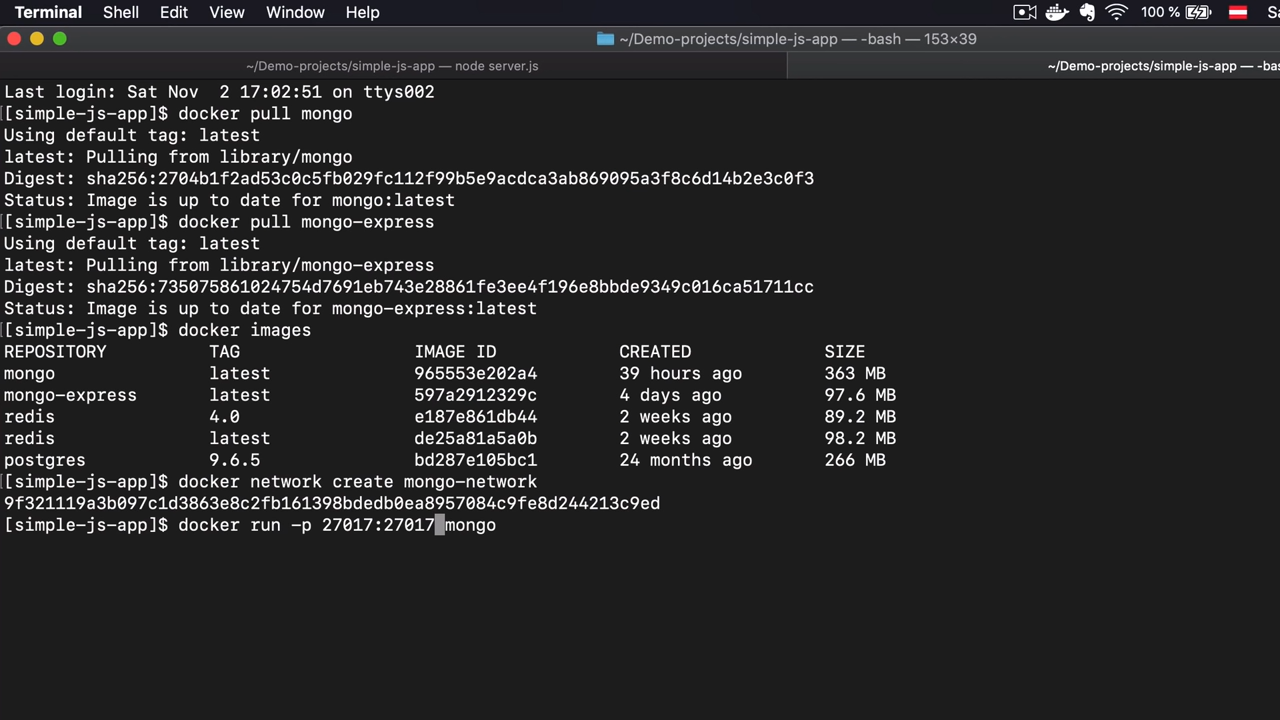 Terminal Shell Edit View Window Help 100 %
~/Demo-projects/simple-js-app — -bash — 153×39
~/Demo-projects/simple-js-app — node server.js ~/Demo-projects/simple-js-app —
Last login: Sat Nov  2 17:02:51 on ttys002
[[simple-js-app]$ docker pull mongo
Using default tag: latest
latest: Pulling from library/mongo
Digest: sha256:2704b1f2ad53c0c5fb029fc112f99b5e9acdca3ab869095a3f8c6d14b2e3c0f3
Status: Image is up to date for mongo:latest
[[simple-js-app]$ docker pull mongo-express
Using default tag: latest
latest: Pulling from library/mongo-express
Digest: sha256:735075861024754d7691eb743e28861fe3ee4f196e8bbde9349c016ca51711cc
Status: Image is up to date for mongo-express:latest
[[simple-js-app]$ docker images
REPOSITORY TAG IMAGE ID CREATED SIZE
mongo latest 965553e202a4 39 hours ago 363 MB
mongo-express latest 597a2912329c 4 days ago 97.6 MB
redis 4.0 e187e861db44 2 weeks ago 89.2 MB
redis latest de25a81a5a0b 2 weeks ago 98.2 MB
postgres 9.6.5 bd287e105bc1 24 months ago 266 MB
[[simple-js-app]$ docker network create mongo-network
9f321119a3b097c1d3863e8c2fb161398bdedb0ea8957084c9fe8d244213c9ed
[simple-js-app]$ docker run -p 27017:27017 mongo